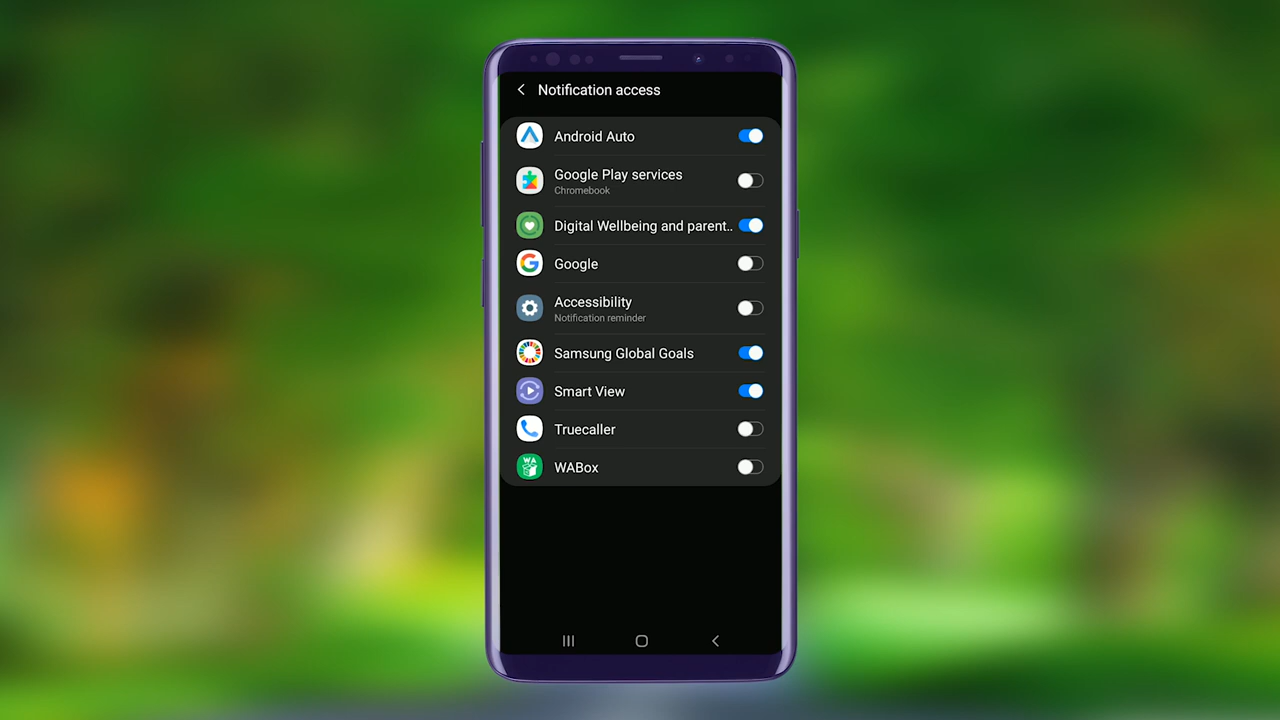 Notification access
Android Auto
Google Play services
Chromebook
Digital Wellbeing and parent..
Google
Accessibility
Notification reminder
Samsung Global Goals
Smart View
Truecaller
WA
WABox